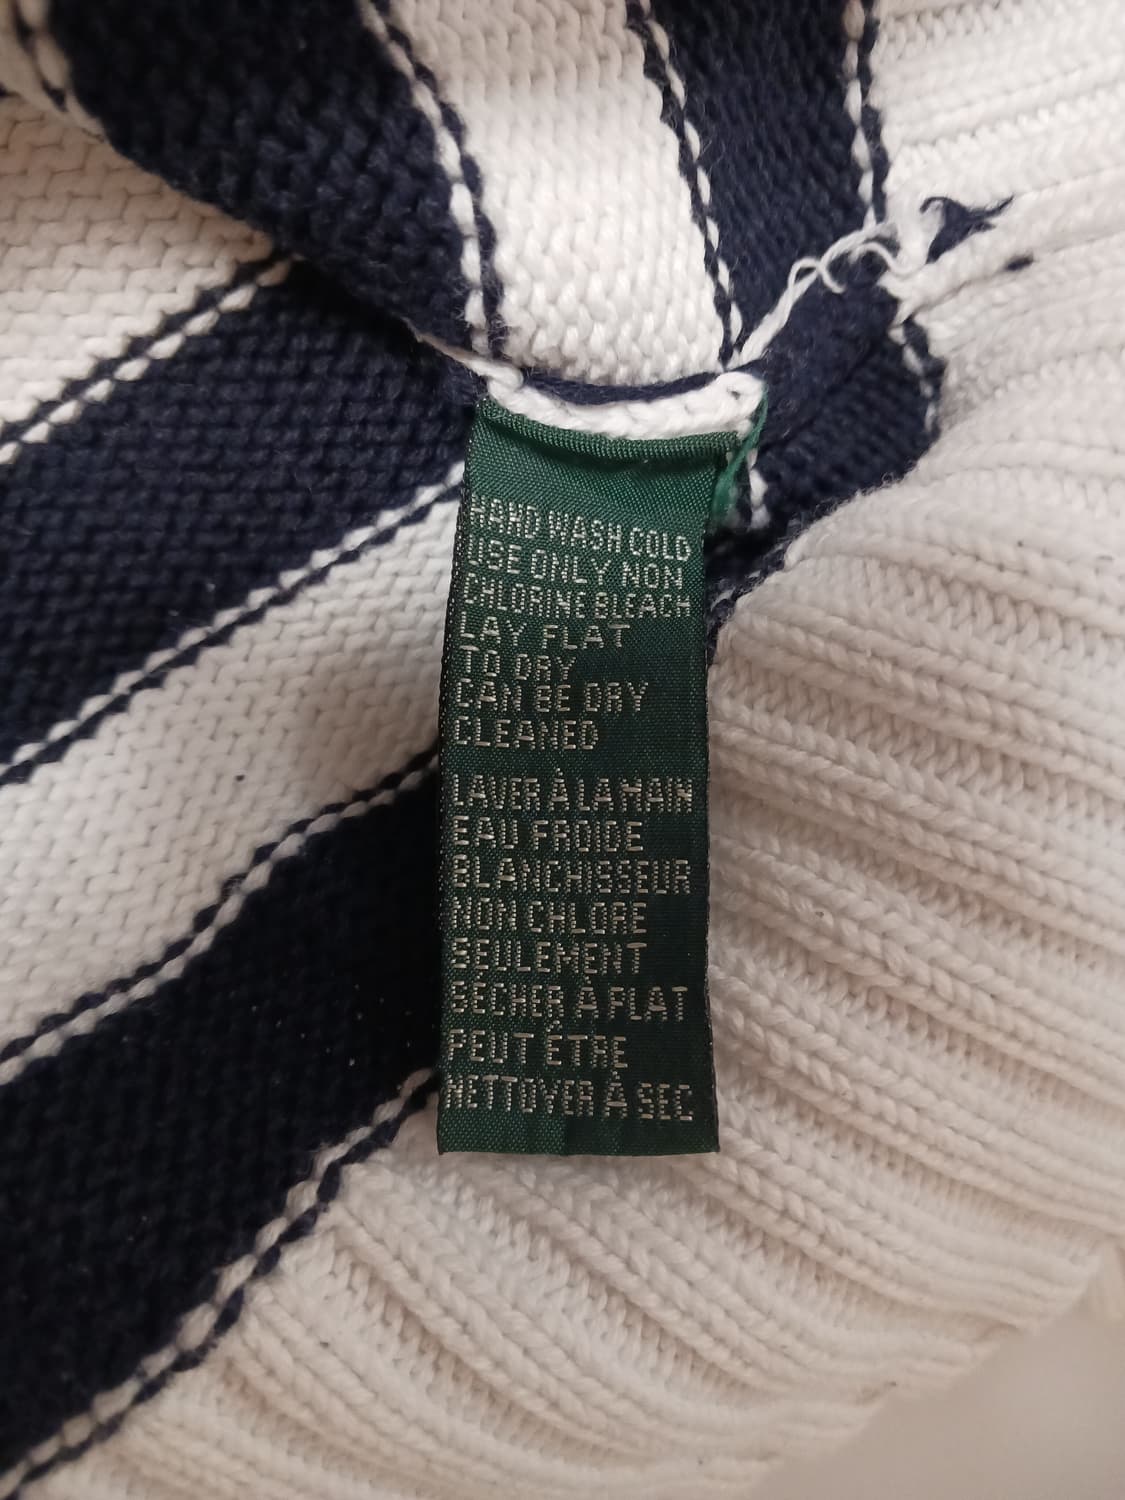 HAND WASH COLD
USE ONLY NON
CHLORINE BLEACH
LAY FLAT
TO DRY
CAN BE DRY
CLEANED
LAVER À LA MAIN
EAU FROIDE
BLANCHISSEUR
NON CHLORE
SEULEMENT
SECHER À PLAT
PEUT ÊTRE
NETTOYER À SEC